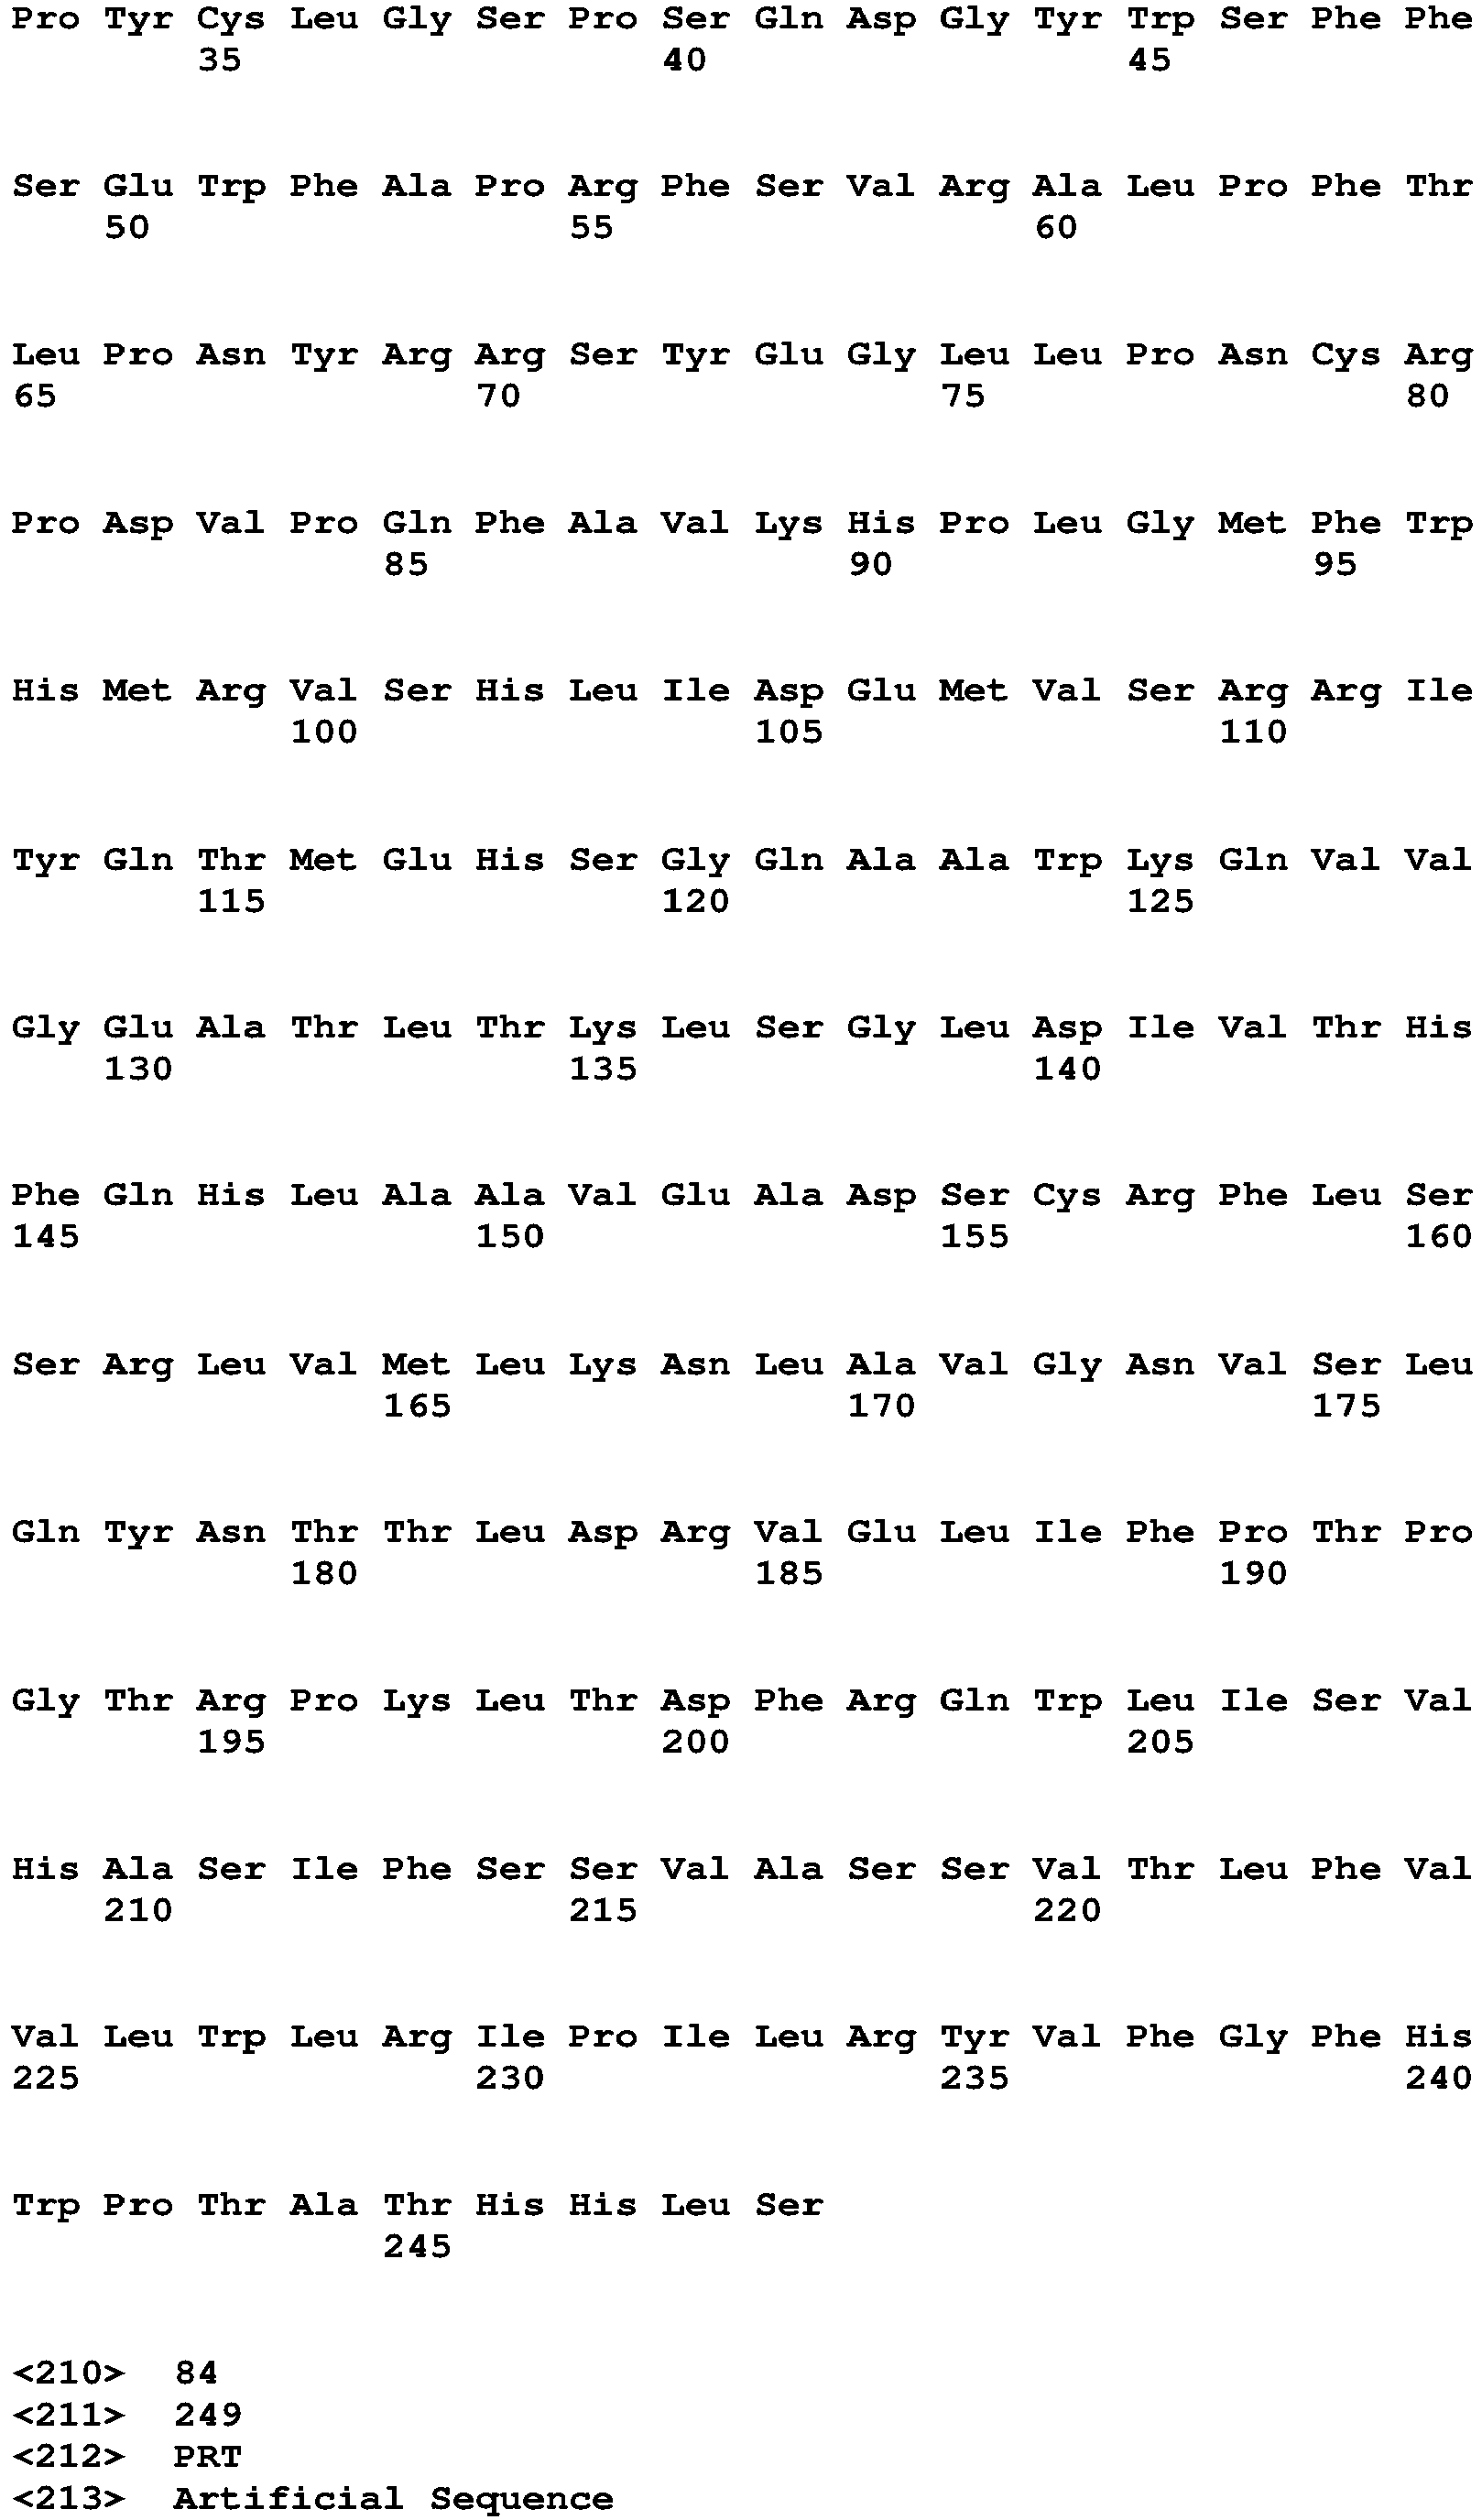 Pro Tyr Cys Leu Gly Ser Pro Ser Gln Asp Gly Tyr Trp Ser Phe Phe
35 40 45
Ser Glu Trp Phe Ala Pro Arg Phe Ser Val Arg Ala Leu Pro Phe Thr
50 55 60
Leu Pro Asn Tyr Arg Arg Ser Tyr Glu Gly Leu Leu Pro Asn Cys Arg
65 70 75 80
Pro Asp Val Pro Gln Phe Ala Val Lys His Pro Leu Gly Met Phe Trp
85 90 95
His Met Arg Val Ser His Leu Ile Asp Glu Met Val Ser Arg Arg Ile
100 105 110
Tyr Gln Thr Met Glu His Ser Gly Gln Ala Ala Trp Lys Gln Val Val
115 120 125
Gly Glu Ala Thr Leu Thr Lys Leu Ser Gly Leu Asp Ile Val Thr His
130 135 140
Phe Gln His Leu Ala Ala Val Glu Ala Asp Ser Cys Arg Phe Leu Ser
145 150 155 160
Ser Arg Leu Val Met Leu Lys Asn Leu Ala Val Gly Asn Val Ser Leu
165 170 175
Gln Tyr Asn Thr Thr Leu Asp Arg Val Glu Leu Ile Phe Pro Thr Pro
180 185 190
Gly Thr Arg Pro Lys Leu Thr Asp Phe Arg Gln Trp Leu Ile Ser Val
195 200 205
His Ala Ser Ile Phe Ser Ser Val Ala Ser Ser Val Thr Leu Phe Val
210 215 220
Val Leu Trp Leu Arg Ile Pro Ile Leu Arg Tyr Val Phe Gly Phe His
225 230 235 240
Trp Pro Thr Ala Thr His His Leu Ser
245
<210> 84
<211> 249
<212> PRT
<213> Artificial Sequence